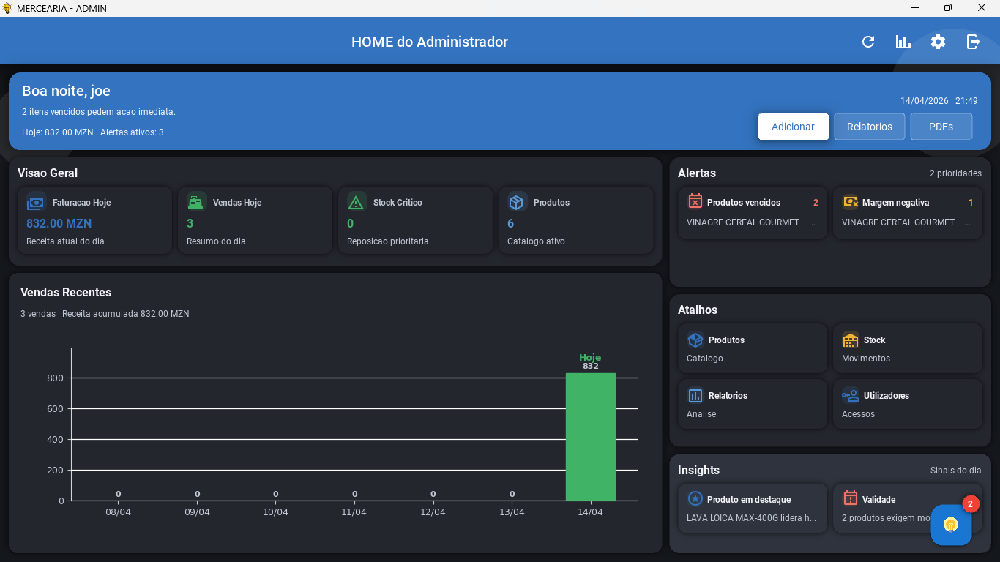 MERCEARIA - ADMIN
HOME do Administrador
Boa noite, joe
2 itens vencidos pedem acao imediata.
Hoje: 832.00 MZN | Alertas ativos: 3
14/04/2026 | 21:49
Adicionar
Relatorios
PDFs
Visao Geral
Faturacao Hoje
832.00 MZN
Receita atual do dia
Vendas Hoje
3
Resumo do dia
Stock Critico
0
Reposicao prioritaria
Produtos
6
Catalogo ativo
Alertas
2 prioridades
Produtos vencidos
2
VINAGRE CEREAL GOURMET – ...
Margem negativa
1
VINAGRE CEREAL GOURMET – ...
Vendas Recentes
3 vendas | Receita acumulada 832.00 MZN
Hoje
832
800
600
400
200
0
0 0 0 0 0 0
08/04 09/04 10/04 11/04 12/04 13/04 14/04
Atalhos
Produtos
Catalogo
Stock
Movimentos
Relatorios
Analise
Utilizadores
Acessos
Insights
Sinais do dia
Produto em destaque
LAVA LOICA MAX-400G lidera h...
Validade
2 produtos exigem mo
2